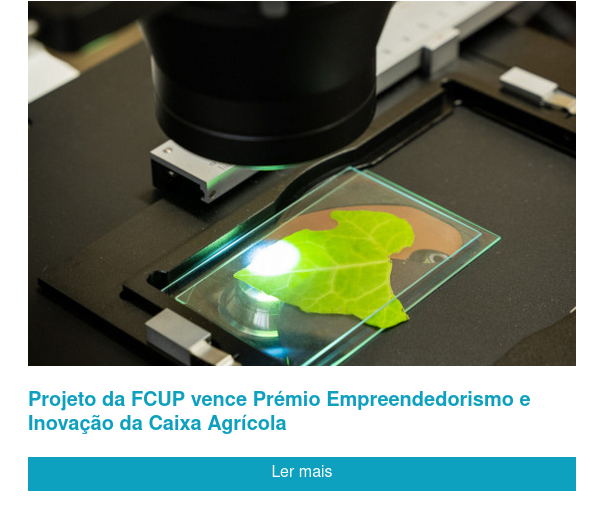 Projeto da FCUP vence Prémio Empreendedorismo e
Inovação da Caixa Agrícola
Ler mais